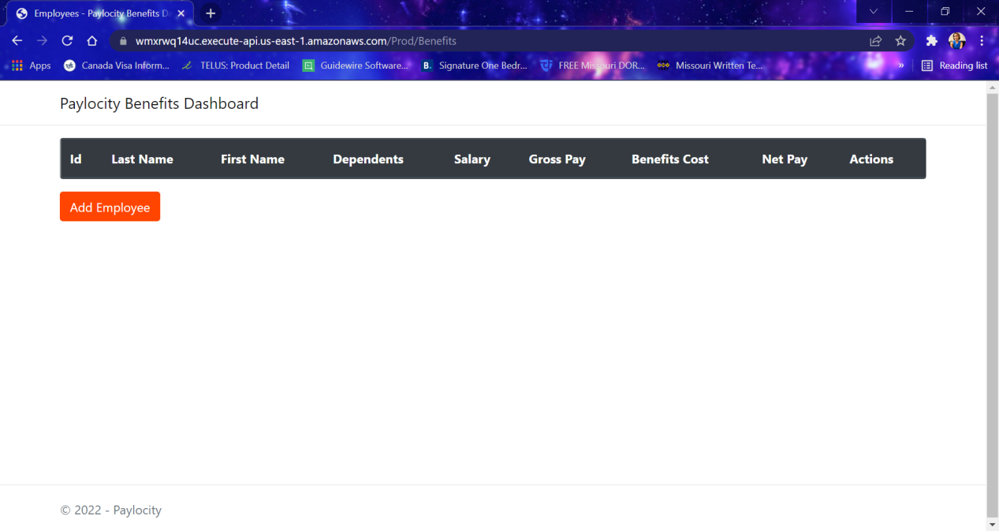 Employees - Paylocity Benefits D
wmxrwq14uc.execute-api.us-east-1.amazonaws.com/Prod/Benefits
Apps Canada Visa Inform... TELUS: Product Detail Guidewire Software... B. Signature One Bedr... FREE Missouri DOR... Missouri Written Te... » Reading list
Paylocity Benefits Dashboard
Id Last Name First Name Dependents Salary Gross Pay Benefits Cost Net Pay Actions
Add Employee
© 2022 - Paylocity